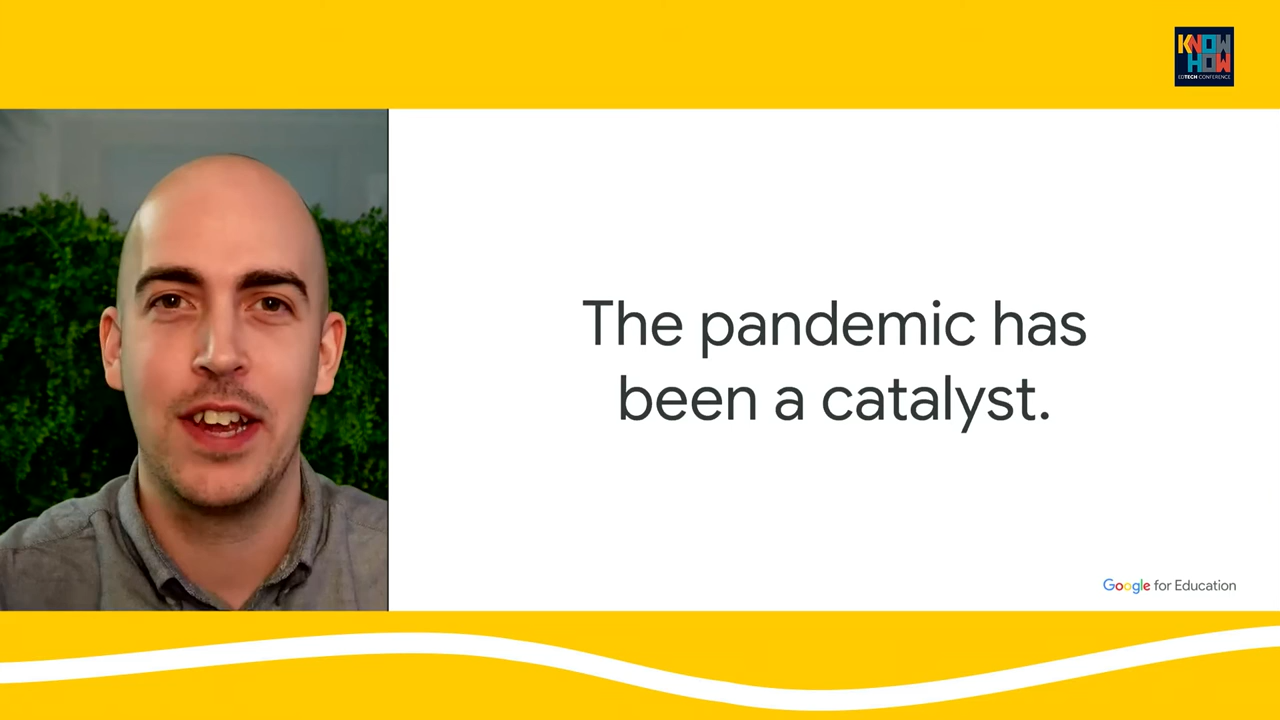 KNOW
HOW
EDTECH CONFERENCE
The pandemic has
been a catalyst.
Google for Education